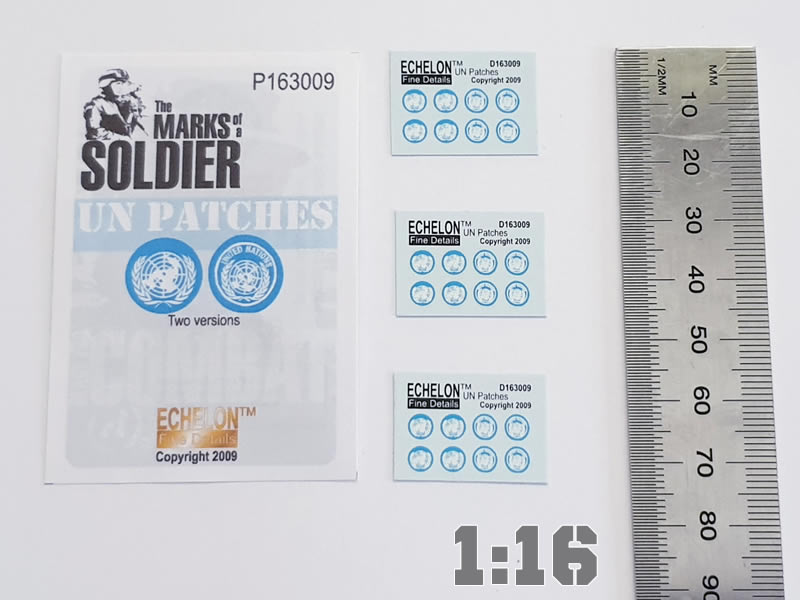 P163009
The
MARKS of a
SOLDIER
UN PATCHES
UNITED NATIONS
Two versions
ECHELON™
Fine Details
Copyright 2009
ECHELON™ D163009
Fine Details UN Patches
Copyright 2009
ECHELON™ D163009
Fine Details UN Patches
Copyright 2009
ECHELON™ D163009
Fine Details UN Patches
Copyright 2009
1/2MM MM
10
20
30
40
50
60
70
80
90
1:16